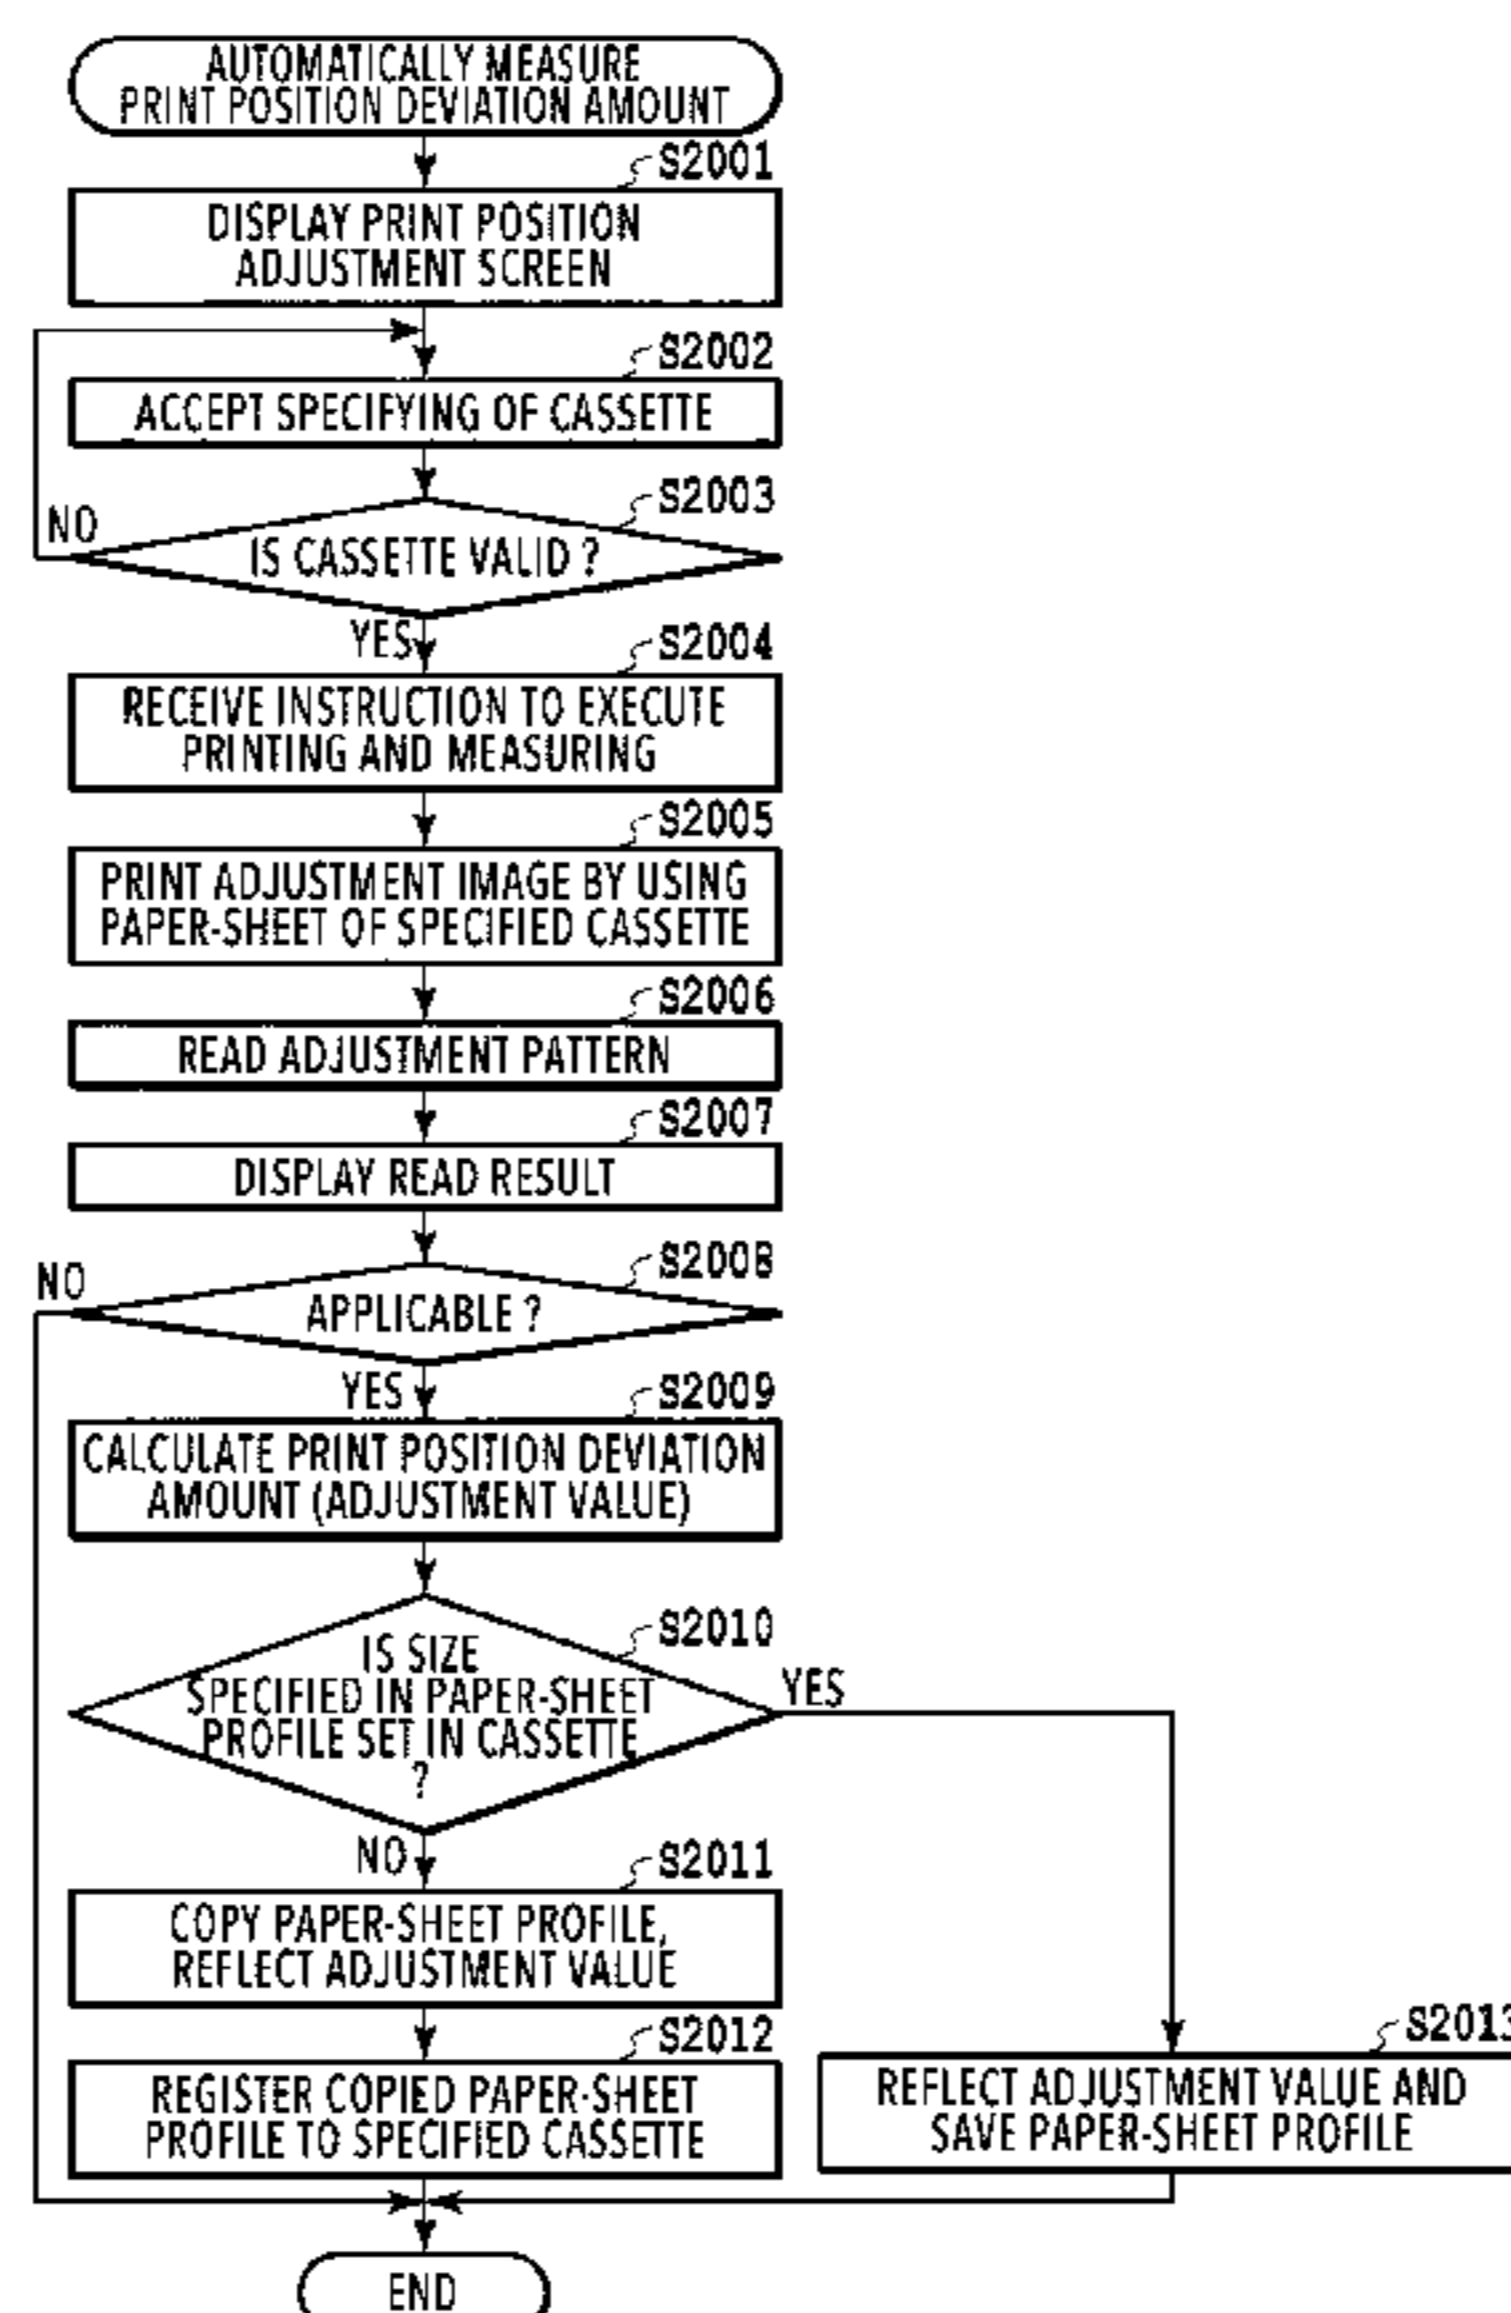 AUTOMATICALLY MEASURE
PRINT POSITION DEVIATION AMOUNT
S2001
DISPLAY PRINT POSITION
ADJUSTMENT SCREEN
S2002
ACCEPT SPECIFYING OF CASSETTE
S2003
NO
IS CASSETTE VALID ?
YES
S2004
RECEIVE INSTRUCTION TO EXECUTE
PRINTING AND MEASURING
S2005
PRINT ADJUSTMENT IMAGE BY USING
PAPER-SHEET OF SPECIFIED CASSETTE
S2006
READ ADJUSTMENT PATTERN
S2007
DISPLAY READ RESULT
S2008
NO
APPLICABLE ?
YES
S2009
CALCULATE PRINT POSITION DEVIATION
AMOUNT (ADJUSTMENT VALUE)
S2010
IS SIZE
SPECIFIED IN PAPER-SHEET
PROFILE SET IN CASSETTE
?
YES
NO
S2011
COPY PAPER-SHEET PROFILE,
REFLECT ADJUSTMENT VALUE
S2012
REGISTER COPIED PAPER-SHEET
PROFILE TO SPECIFIED CASSETTE
S2013
REFLECT ADJUSTMENT VALUE AND
SAVE PAPER-SHEET PROFILE
END